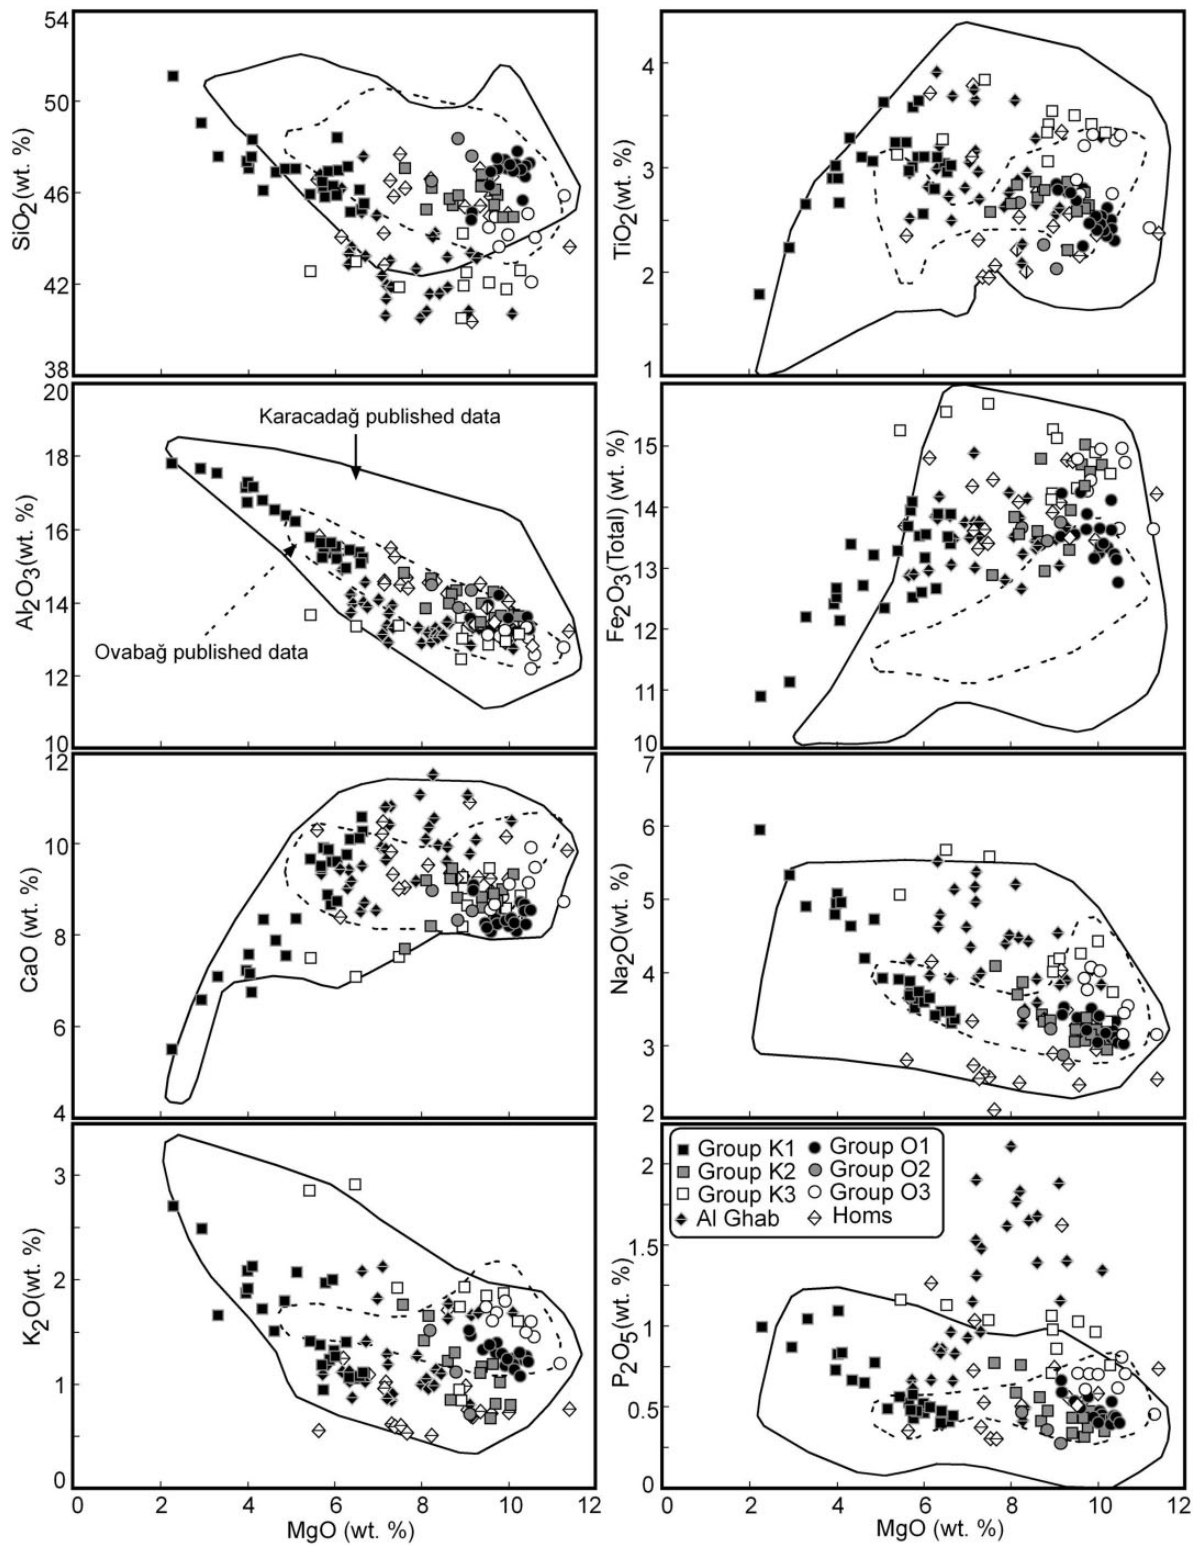 54
50
46
42
38
SiO2(wt. %)
4
3
2
1
TiO2(wt. %)
20
18
16
14
12
10
Al2O3(wt. %)
Karacadağ published data
Ovabağ published data
15
14
13
12
11
10
Fe2O3(Total) (wt. %)
12
10
8
6
4
CaO (wt. %)
7
6
5
4
3
2
Na2O(wt. %)
3
2
1
0
K2O(wt. %)
0 2 4 6 8 10 12
MgO (wt. %)
2
1.5
1
0.5
0
P2O5(wt. %)
Group K1 Group O1
Group K2 Group O2
Group K3 Group O3
Al Ghab Homs
0 2 4 6 8 10 12
MgO (wt. %)